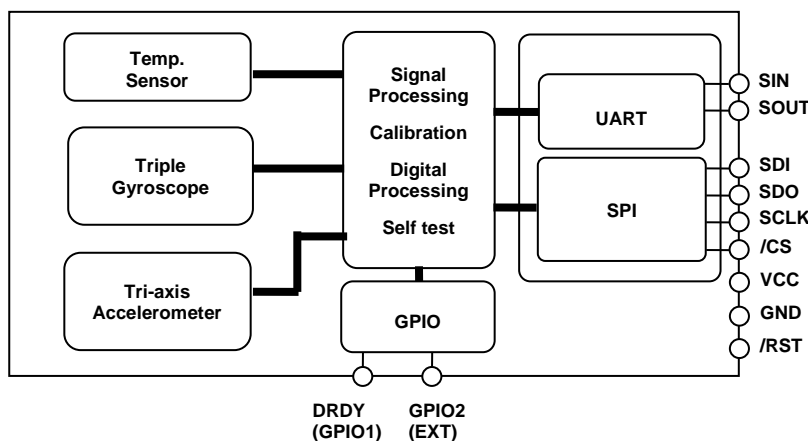 Temp.
Sensor
Triple
Gyroscope
Tri-axis
Accelerometer
Signal
Processing
Calibration
Digital
Processing
Self test
GPIO
UART
SPI
SIN
SOUT
SDI
SDO
SCLK
/CS
VCC
GND
/RST
DRDY
(GPIO1)
GPIO2
(EXT)